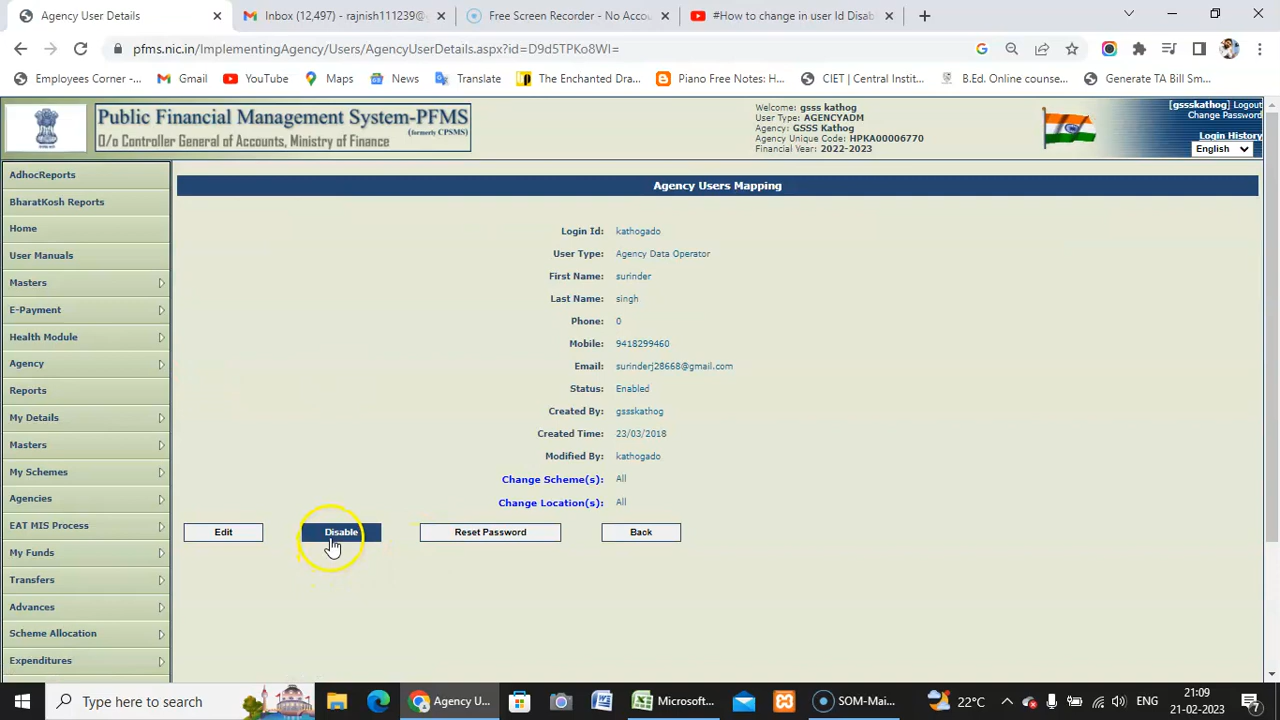 Agency User Details
Inbox (12,497) - rajnish111239@
Free Screen Recorder - No Accou
#How to change in user Id Disab
pfms.nic.in/ImplementingAgency/Users/AgencyUserDetails.aspx?id=D9d5TPKo8WI=
Employees Corner -...
Gmail
YouTube
Maps
News
Translate
The Enchanted Dra...
Piano Free Notes: H...
CIET | Central Instit...
B.Ed. Online counse...
Generate TA Bill Sm...
Public Financial Management System-PFMS
(formerly CPSMS)
O/o Controller General of Accounts, Ministry of Finance
Welcome: gsss kathog
User Type: AGENCYADM
Agency: GSSS Kathog
Agency Unique Code: HPKA00006770
Financial Year: 2022-2023
[gssskathog] Logout
Change Password
Login History
English
AdhocReports
BharatKosh Reports
Home
User Manuals
Masters
E-Payment
Health Module
Agency
Reports
My Details
Masters
My Schemes
Agencies
EAT MIS Process
My Funds
Transfers
Advances
Scheme Allocation
Expenditures
Agency Users Mapping
Login Id: kathogado
User Type: Agency Data Operator
First Name: surinder
Last Name: singh
Phone: 0
Mobile: 9418299460
Email: surinderj28668@gmail.com
Status: Enabled
Created By: gssskathog
Created Time: 23/03/2018
Modified By: kathogado
Change Scheme(s): All
Change Location(s): All
Edit
Disable
Reset Password
Back
Type here to search
Agency U...
Microsoft...
SOM-Mai...
22°C
ENG
21:09
21-02-2023
7